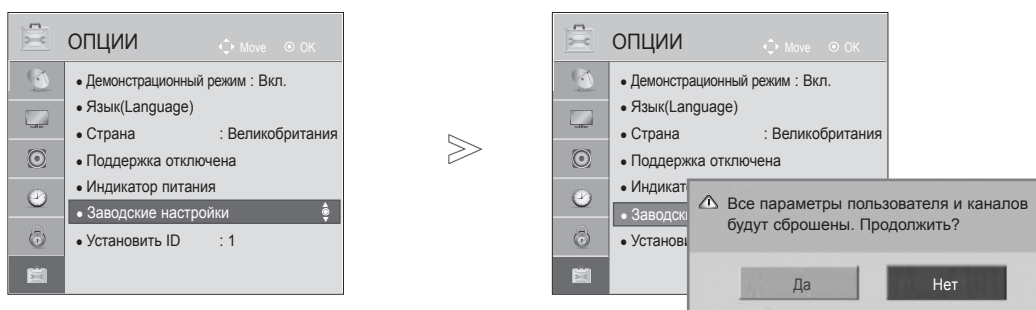 ОПЦИИ
Move
OK
• Демонстрационный режим : Вкл.
• Язык(Language)
• Страна : Великобритания
• Поддержка отключена
• Индикатор питания
• Заводские настройки
• Установить ID : 1
ОПЦИИ
Move
OK
• Демонстрационный режим : Вкл.
• Язык(Language)
• Страна : Великобритания
• Поддержка отключена
• Индикат
• Заводск
• Установи
Все параметры пользователя и каналов
будут сброшены. Продолжить?
Да
Нет